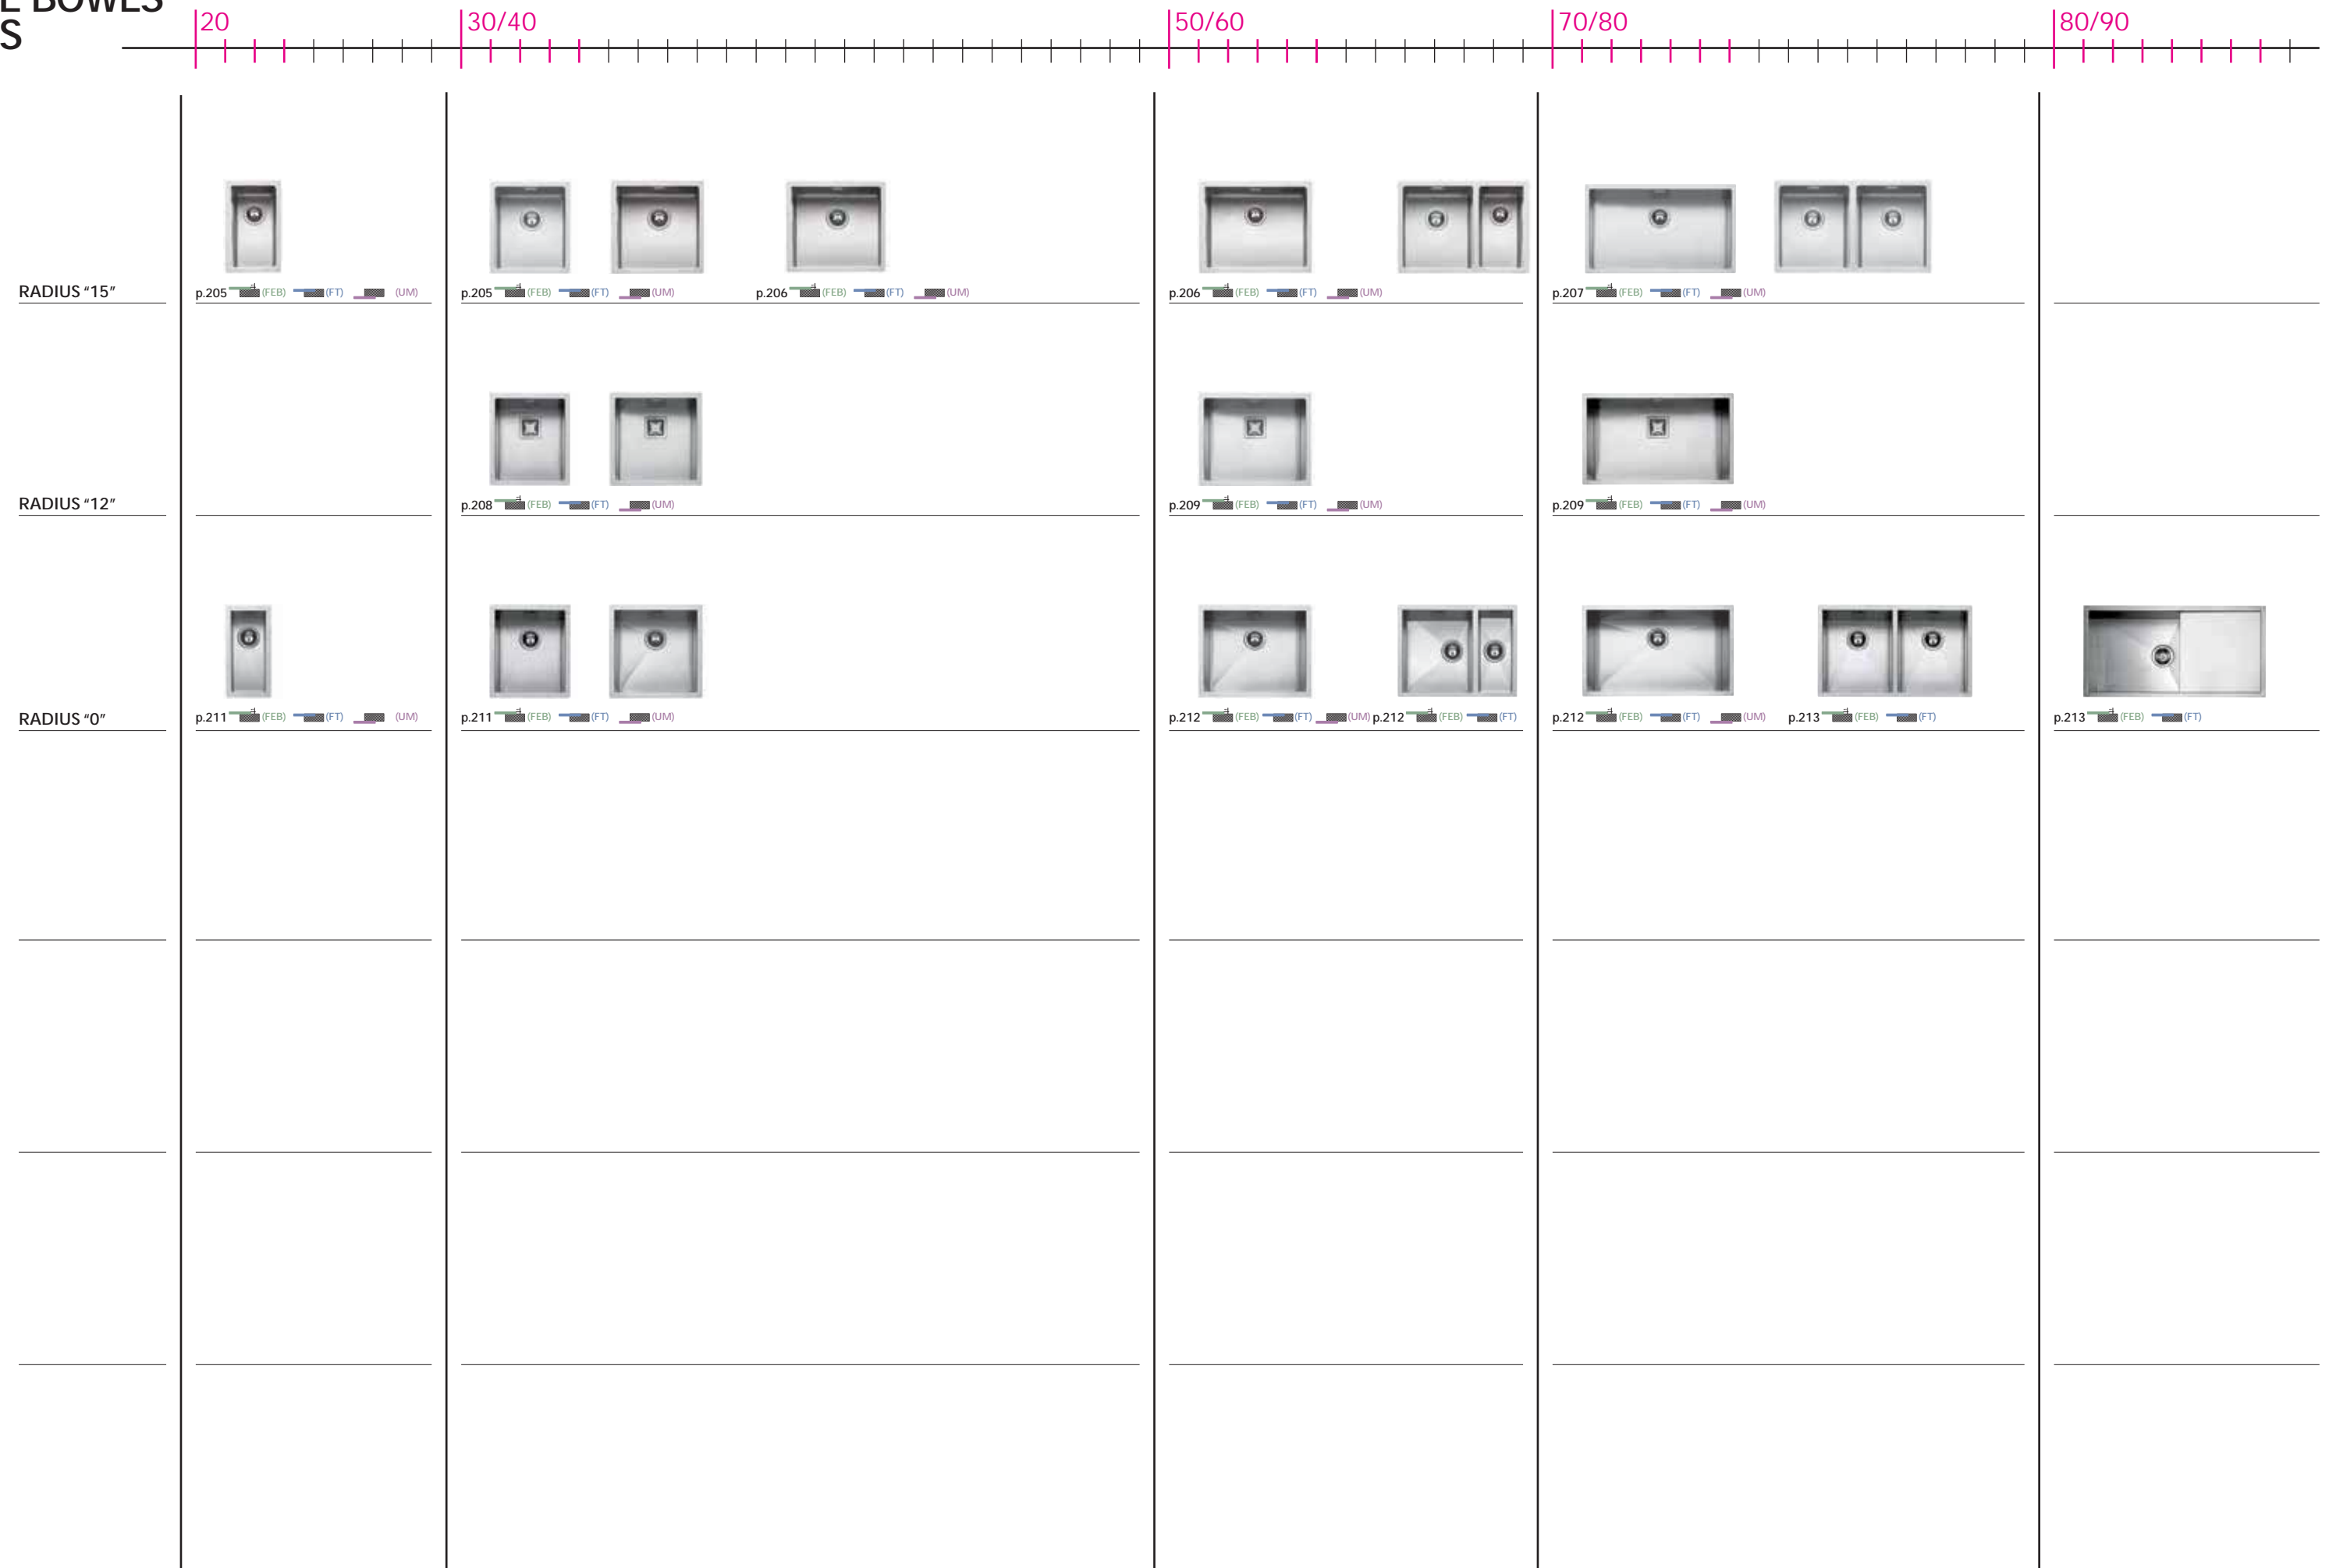 E BOWLS
S
20 30/40 50/60 70/80 80/90
RADIUS “15” p.205 (FEB) (FT) (UM) p.205 (FEB) (FT) (UM) p.206 (FEB) (FT) (UM) p.206 (FEB) (FT) (UM) p.207 (FEB) (FT) (UM)
RADIUS “12” p.208 (FEB) (FT) (UM) p.209 (FEB) (FT) (UM) p.209 (FEB) (FT) (UM)
RADIUS “0” p.211 (FEB) (FT) (UM) p.211 (FEB) (FT) (UM) p.212 (FEB) (FT) (UM) p.212 (FEB) (FT) p.212 (FEB) (FT) (UM) p.213 (FEB) (FT) p.213 (FEB) (FT)